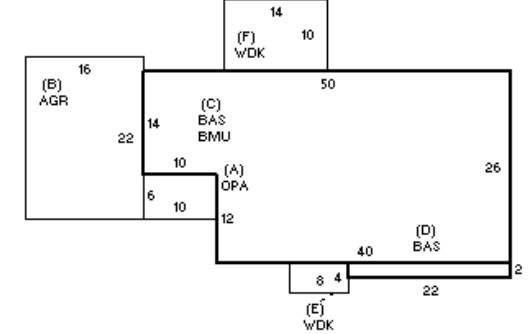 14
10
(F)
WDK
16
(B)
AGR
50
(C)
BAS
BMU
14
22
10
(A)
OPA
26
6
10
12
(D)
BAS
40
8
4
2
22
(E)
WDK